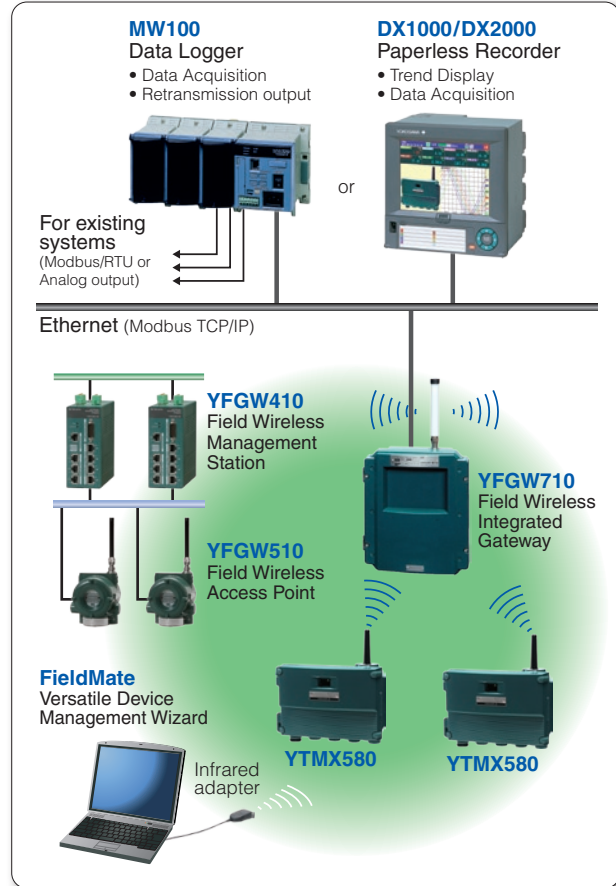 MW100
Data Logger
• Data Acquisition
• Retransmission output
DX1000/DX2000
Paperless Recorder
• Trend Display
• Data Acquisition
YOKOGAWA
or
For existing
systems
(Modbus/RTU or
Analog output)
Ethernet (Modbus TCP/IP)
YFGW410
Field Wireless
Management
Station
YFGW710
Field Wireless
Integrated
Gateway
YFGW510
Field Wireless
Access Point
FieldMate
Versatile Device
Management Wizard
Infrared
adapter
YTMX580
YTMX580